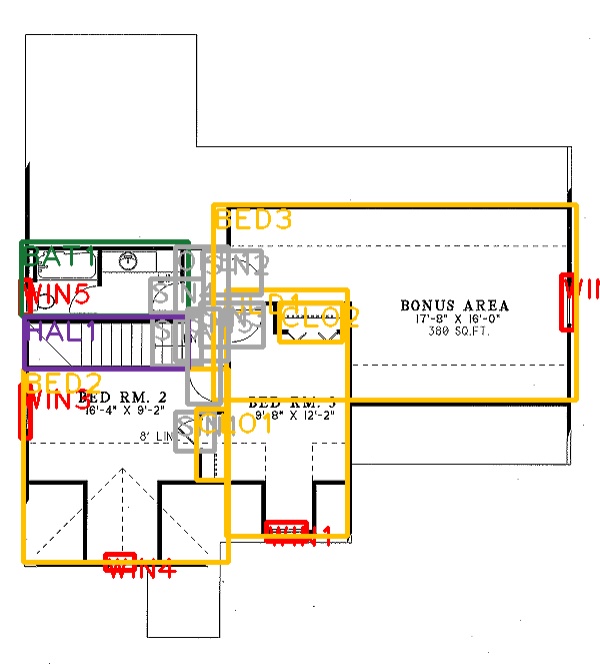 BED3
BAT1
SIN2
WIN5
WIN
BED1
CLO2
BONUS AREA
17'-8" X 16'-0"
380 SQ.FT.
HAL1
BED2
BED RM. 2
16'-4" X 9'-2"
WIN3
BED RM. 3
9'-8" X 12'-2"
CLO1
8' LIN
WIN1
WIN4